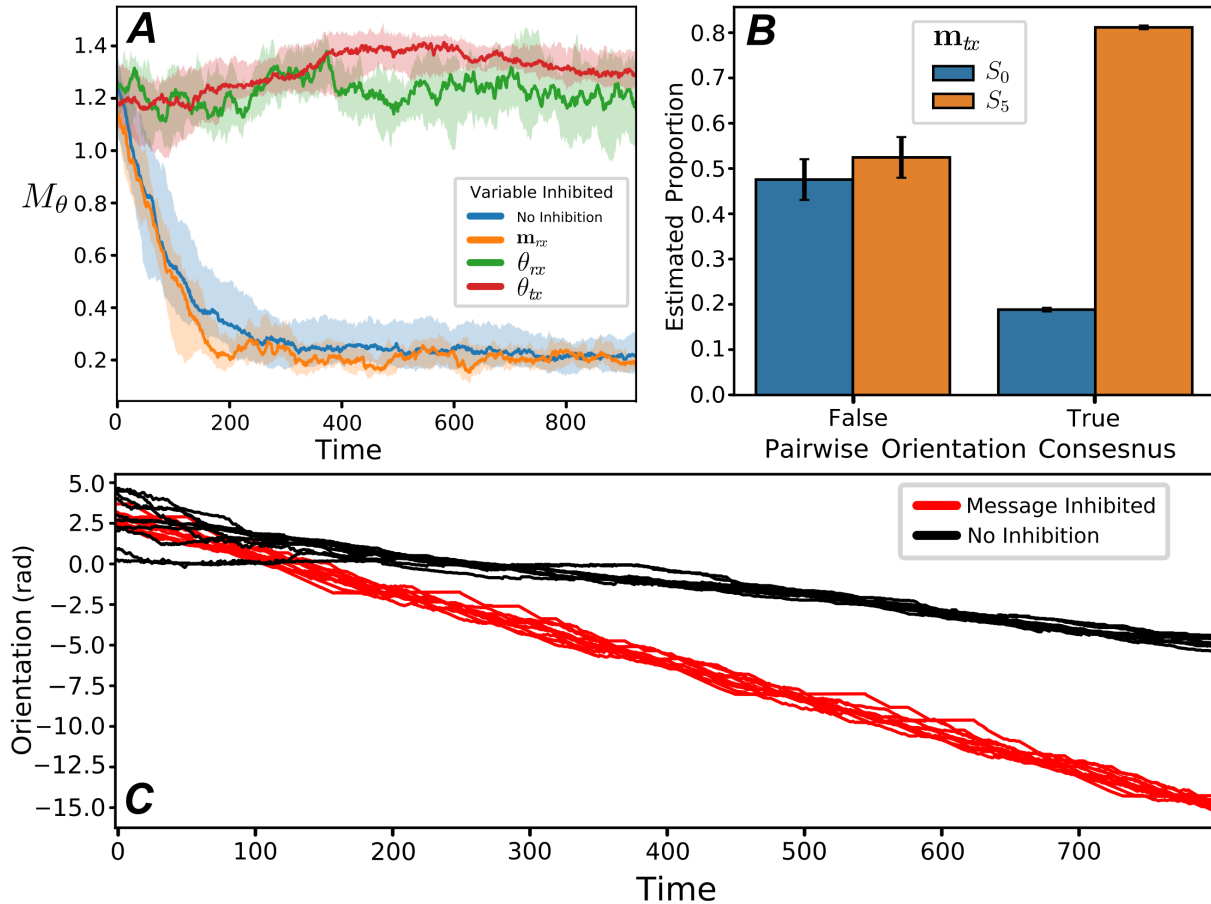 A
1.4
1.2
1.0
0.8
0.6
0.4
0.2
M_θ
Variable Inhibited
No Inhibition
m_rx
θ_rx
θ_tx
0 200 400 600 800
Time
B
0.8
0.7
0.6
0.5
0.4
0.3
0.2
0.1
0.0
Estimated Proportion
m_tx
S_0
S_5
False True
Pairwise Orientation Consesnus
5.0
2.5
0.0
−2.5
−5.0
−7.5
−10.0
−12.5
−15.0
Orientation (rad)
Message Inhibited
No Inhibition
C
0 100 200 300 400 500 600 700
Time